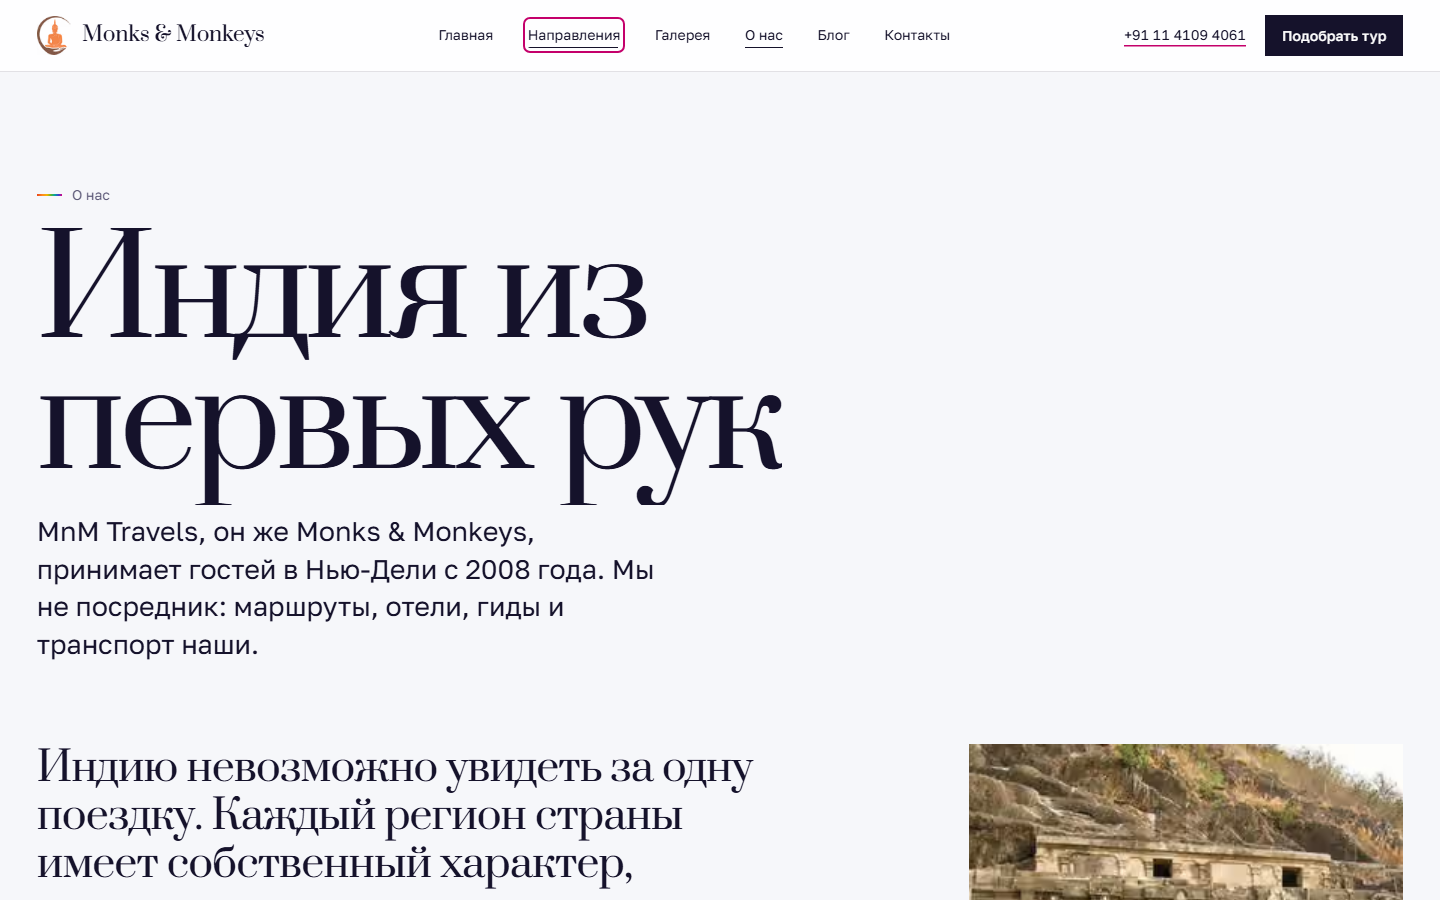 Monks & Monkeys
Главная
Направления
Галерея
О нас
Блог
Контакты
+91 11 4109 4061
Подобрать тур
О нас
Индия из
первых рук
MnM Travels, он же Monks & Monkeys,
принимает гостей в Нью-Дели с 2008 года. Мы
не посредник: маршруты, отели, гиды и
транспорт наши.
Индию невозможно увидеть за одну
поездку. Каждый регион страны
имеет собственный характер,